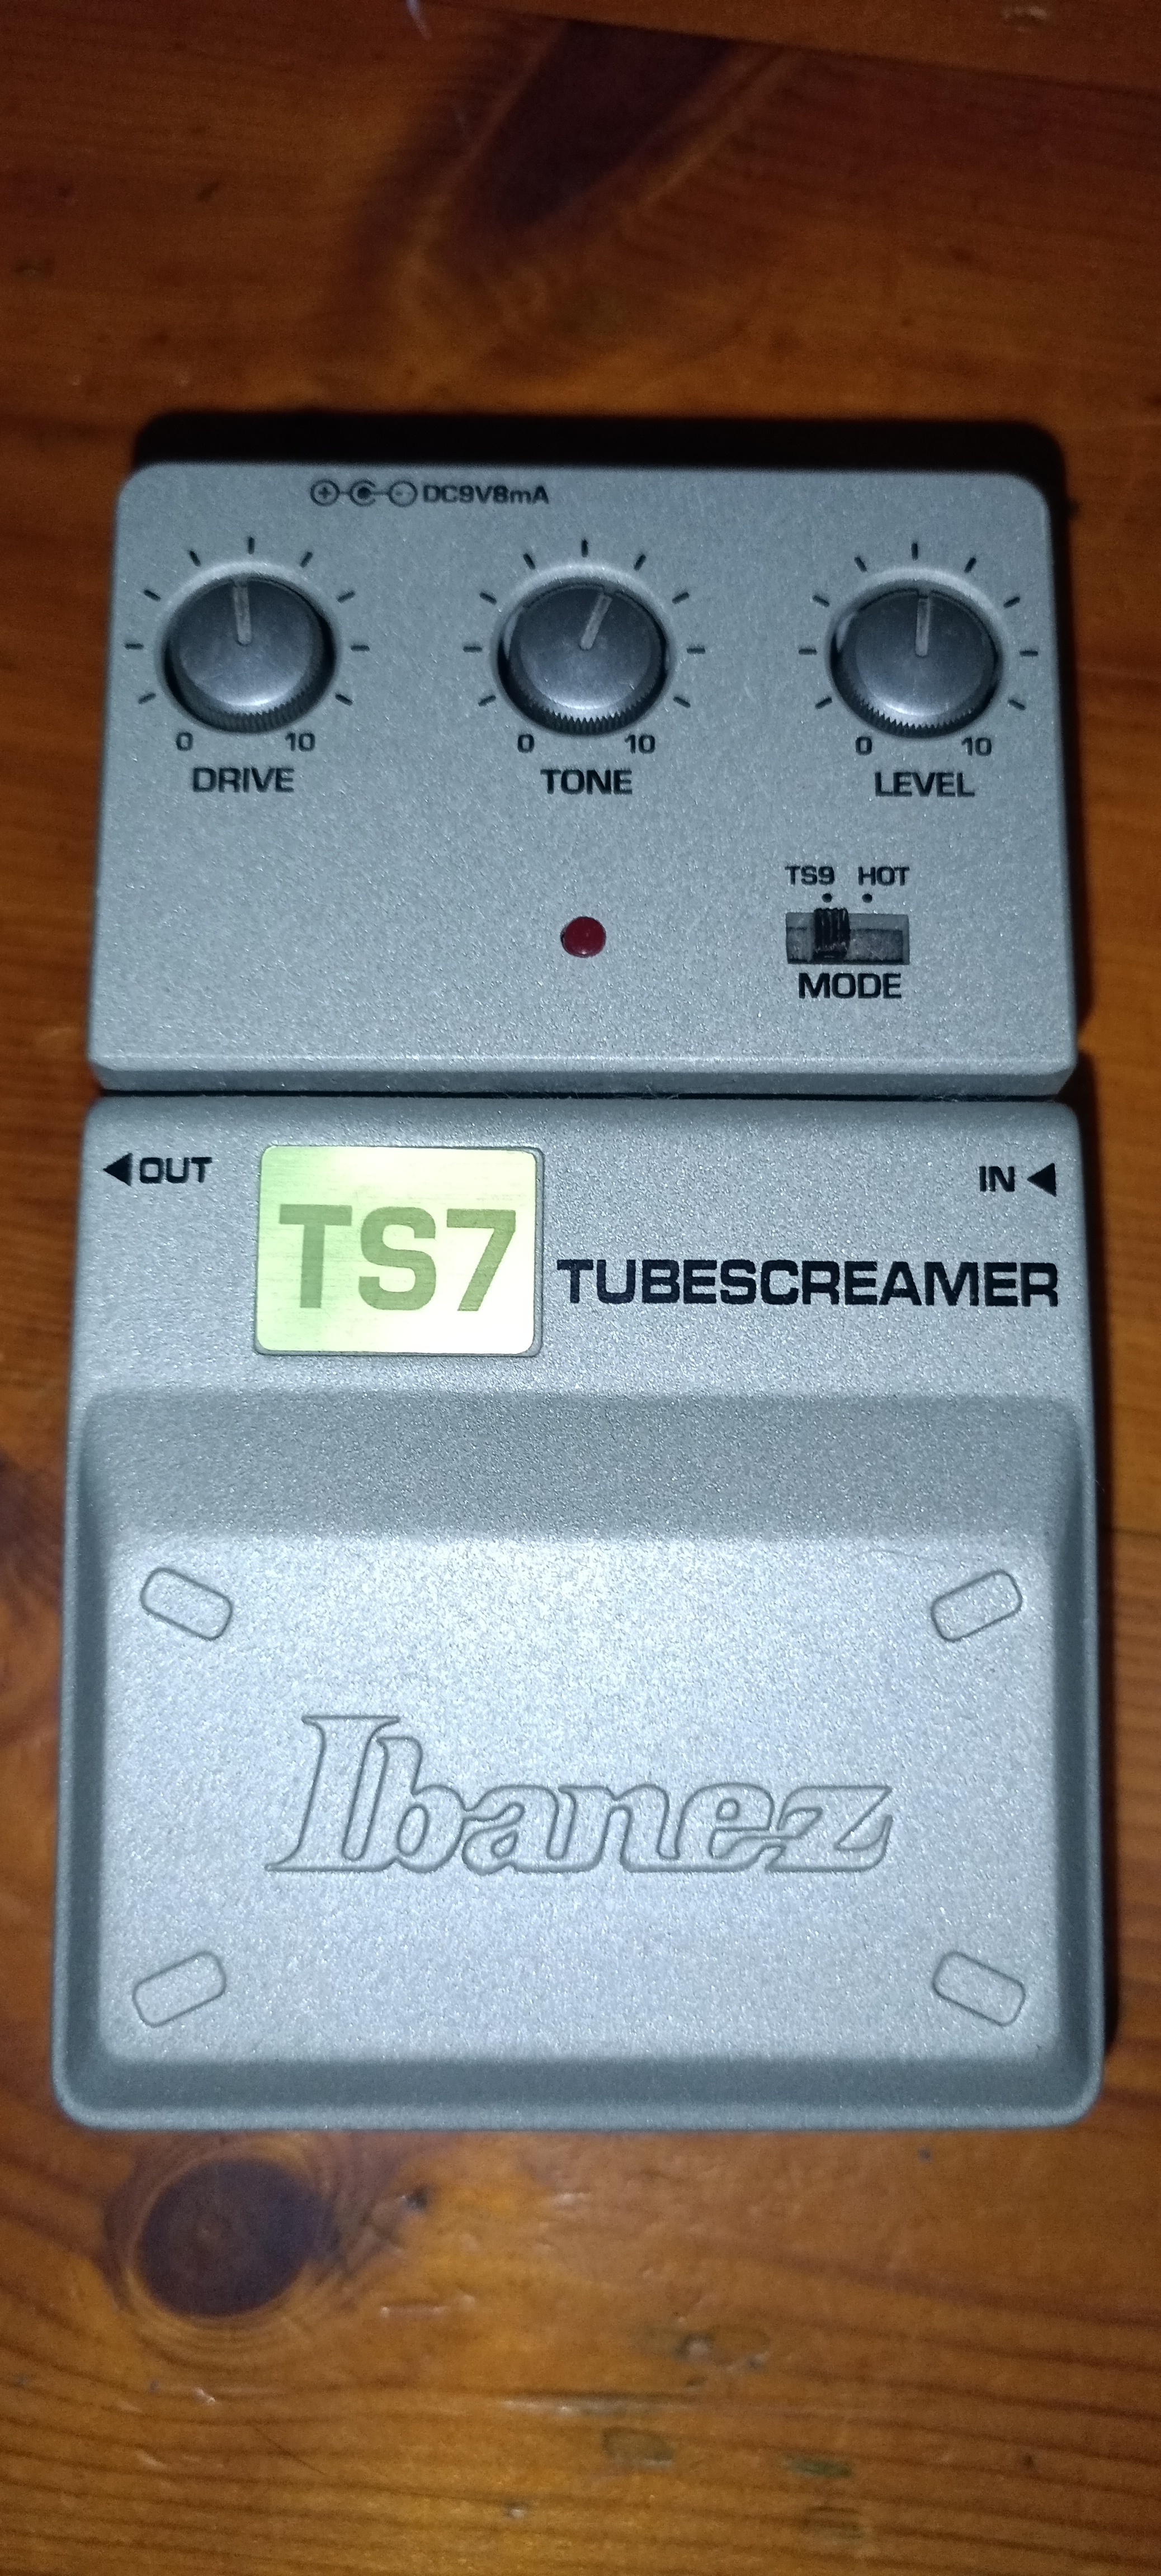 DC9V8mA
0 10 0 10 0 10
DRIVE TONE LEVEL
TS9 HOT
MODE
OUT IN
TS7 TUBESCREAMER
Ibanez